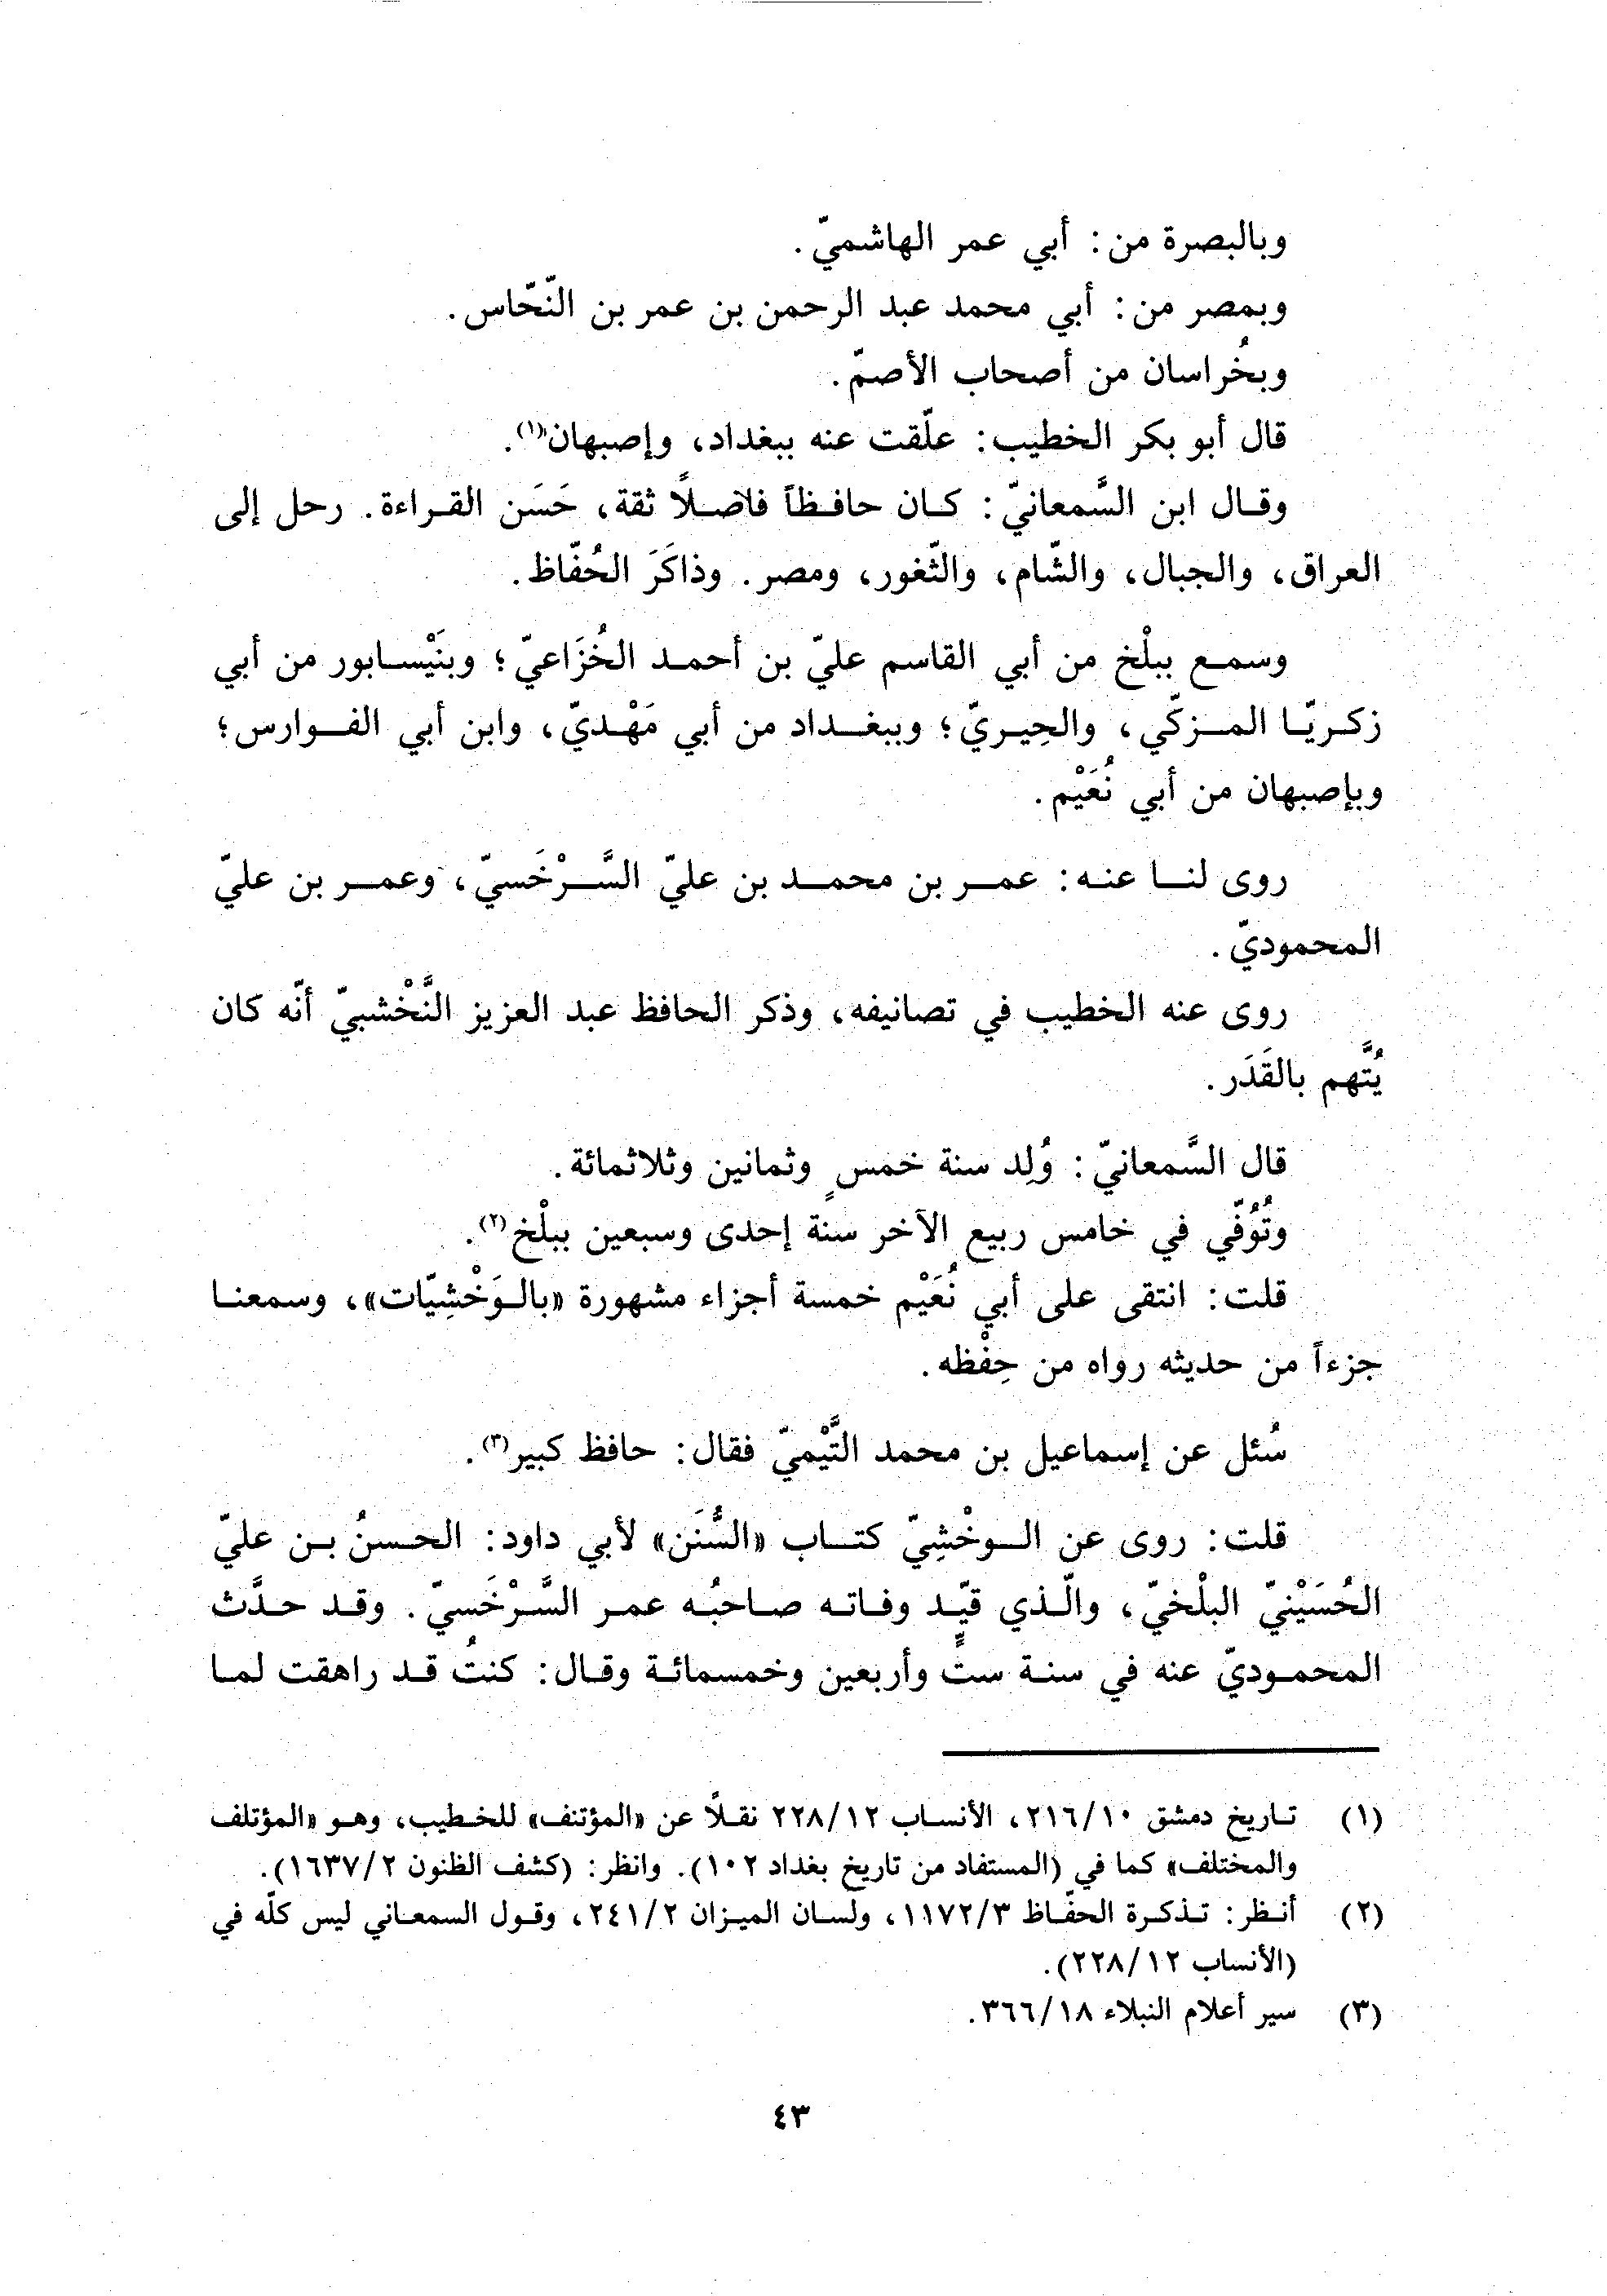 وبالبصرة من: أبي عمر الهاشميّ.
وبمصر من: أبي محمد عبد الرحمن بن عمر بن النّحّاس.
وبخُراسان من أصحاب الأصمّ.
قال أبو بكر الخطيب: علّقت عنه ببغداد، وإصبهان(١).
وقال ابن السَّمعانيّ: كان حافظاً فاضلاً ثقة، حَسَن القراءة. رحل إلى
العراق، والجبال، والشّام، والثّغور، ومصر. وذاكَرَ الحُفّاظ.
وسمع ببلْخ من أبي القاسم عليّ بن أحمد الخُزَاعيّ؛ وبنَيْسابور من أبي
زكريّا المزكّي، والحِيريّ؛ وببغداد من أبي مَهْديّ، وابن أبي الفوارس؛
وبإصبهان من أبي نُعَيْم.
روى لنا عنه: عمر بن محمد بن عليّ السَّرْخَسيّ، وعمر بن عليّ
المحموديّ.
روى عنه الخطيب في تصانيفه، وذكر الحافظ عبد العزيز النَّخْشبيّ أنّه كان
يُتَّهم بالقَدَر.
قال السَّمعانيّ: وُلِد سنة خمسٍ وثمانين وثلاثمائة.
وتُوُفّي في خامس ربيع الآخر سنة إحدى وسبعين ببلْخ(٢).
قلت: انتقى على أبي نُعَيْم خمسة أجزاء مشهورة «بالوَخْشِيّات»، وسمعنا
جزءاً من حديثه رواه من حِفْظه.
سُئل عن إسماعيل بن محمد التَّيْميّ فقال: حافظ كبير(٣).
قلت: روى عن الوخْشِيّ كتاب «السُّنَن» لأبي داود: الحسنُ بن عليّ
الحُسَيْنيّ البلْخيّ، والّذي قيّد وفاته صاحبُه عمر السَّرْخَسيّ. وقد حدَّث
المحموديّ عنه في سنة ستٍّ وأربعين وخمسمائة وقال: كنتُ قد راهقت لما
(١) تاريخ دمشق ٢١٦/١٠، الأنساب ٢٢٨/١٢ نقلاً عن «المؤتنف» للخطيب، وهو «المؤتلف
والمختلف» كما في (المستفاد من تاريخ بغداد ١٠٢). وانظر: (كشف الظنون ١٦٣٧/٢).
(٢) أنظر: تذكرة الحفّاظ ١١٧٢/٣، ولسان الميزان ٢٤١/٢، وقول السمعاني ليس كلّه في
(الأنساب ٢٢٨/١٢).
(٣) سير أعلام النبلاء ٣٦٦/١٨.
٤٣